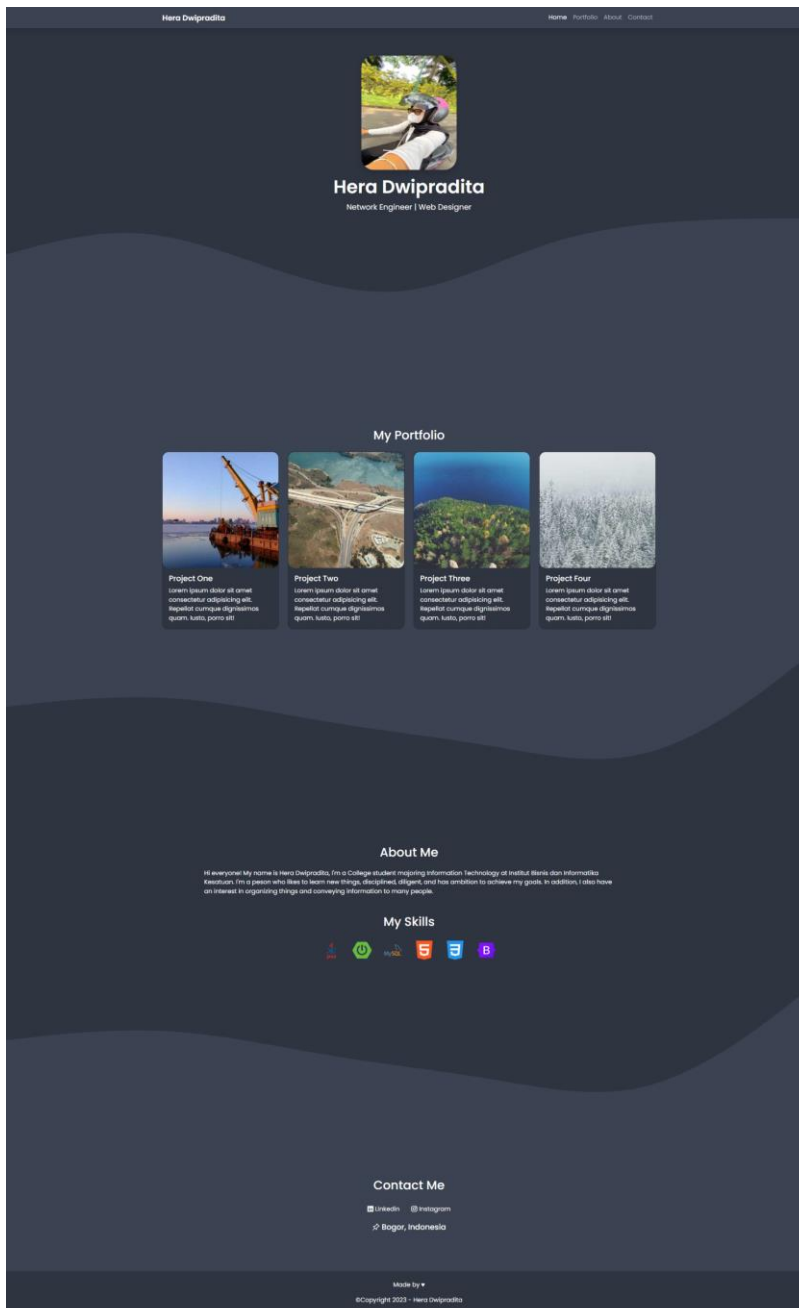 Hera Dwipradita
Home Portfolio About Contact
Hera Dwipradita
Network Engineer | Web Designer
My Portfolio
Project One
Lorem ipsum dolor sit amet
consectetur adipisicing elit.
Repellat cumque dignissimos
quam. Iusto, porro sit!
Project Two
Lorem ipsum dolor sit amet
consectetur adipisicing elit.
Repellat cumque dignissimos
quam. Iusto, porro sit!
Project Three
Lorem ipsum dolor sit amet
consectetur adipisicing elit.
Repellat cumque dignissimos
quam. Iusto, porro sit!
Project Four
Lorem ipsum dolor sit amet
consectetur adipisicing elit.
Repellat cumque dignissimos
quam. Iusto, porro sit!
About Me
Hi everyone! My name is Hera Dwipradita, I'm a College student majoring Information Technology at Institut Bisnis dan Informatika
Kesatuan. I'm a peson who likes to learn new things, disciplined, diligent, and has ambition to achieve my goals. In addition, I also have
an interest in organizing things and conveying information to many people.
My Skills
Java MySQL 5 3 B
Contact Me
Linkedin Instagram
Bogor, Indonesia
Made by ♥
©Copyright 2023 - Hera Dwipradita